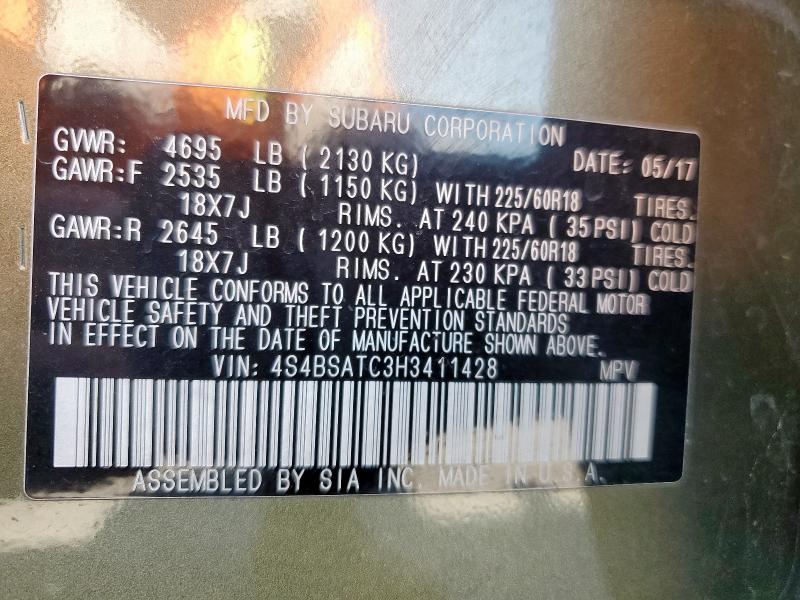 MFD BY SUBARU CORPORATION
GVWR: 4695 LB ( 2130 KG) DATE: 05/17
GAWR:F 2535 LB ( 1150 KG) WITH 225/60R18 TIRES.
18X7J RIMS. AT 240 KPA ( 35 PSI) COLD
GAWR:R 2645 LB ( 1200 KG) WITH 225/60R18 TIRES.
18X7J RIMS. AT 230 KPA ( 33 PSI) COLD
THIS VEHICLE CONFORMS TO ALL APPLICABLE FEDERAL MOTOR
VEHICLE SAFETY AND THEFT PREVENTION STANDARDS
IN EFFECT ON THE DATE OF MANUFACTURE SHOWN ABOVE.
VIN: 4S4BSATC3H3411428 MPV
ASSEMBLED BY SIA INC. MADE IN U.S.A.